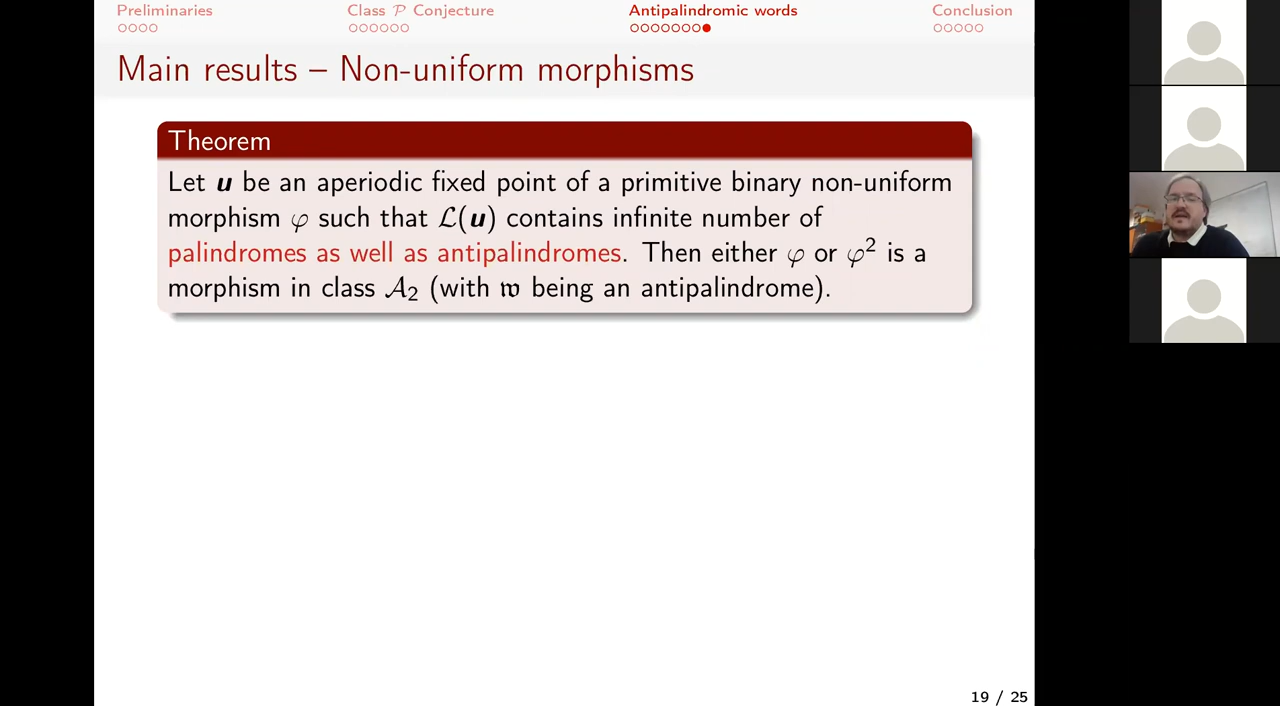 Preliminaries Class 𝒫 Conjecture Antipalindromic words Conclusion
Main results – Non-uniform morphisms
Theorem
Let u be an aperiodic fixed point of a primitive binary non-uniform
morphism φ such that ℒ(u) contains infinite number of
palindromes as well as antipalindromes. Then either φ or φ² is a
morphism in class 𝒜₂ (with 𝔴 being an antipalindrome).
19 / 25